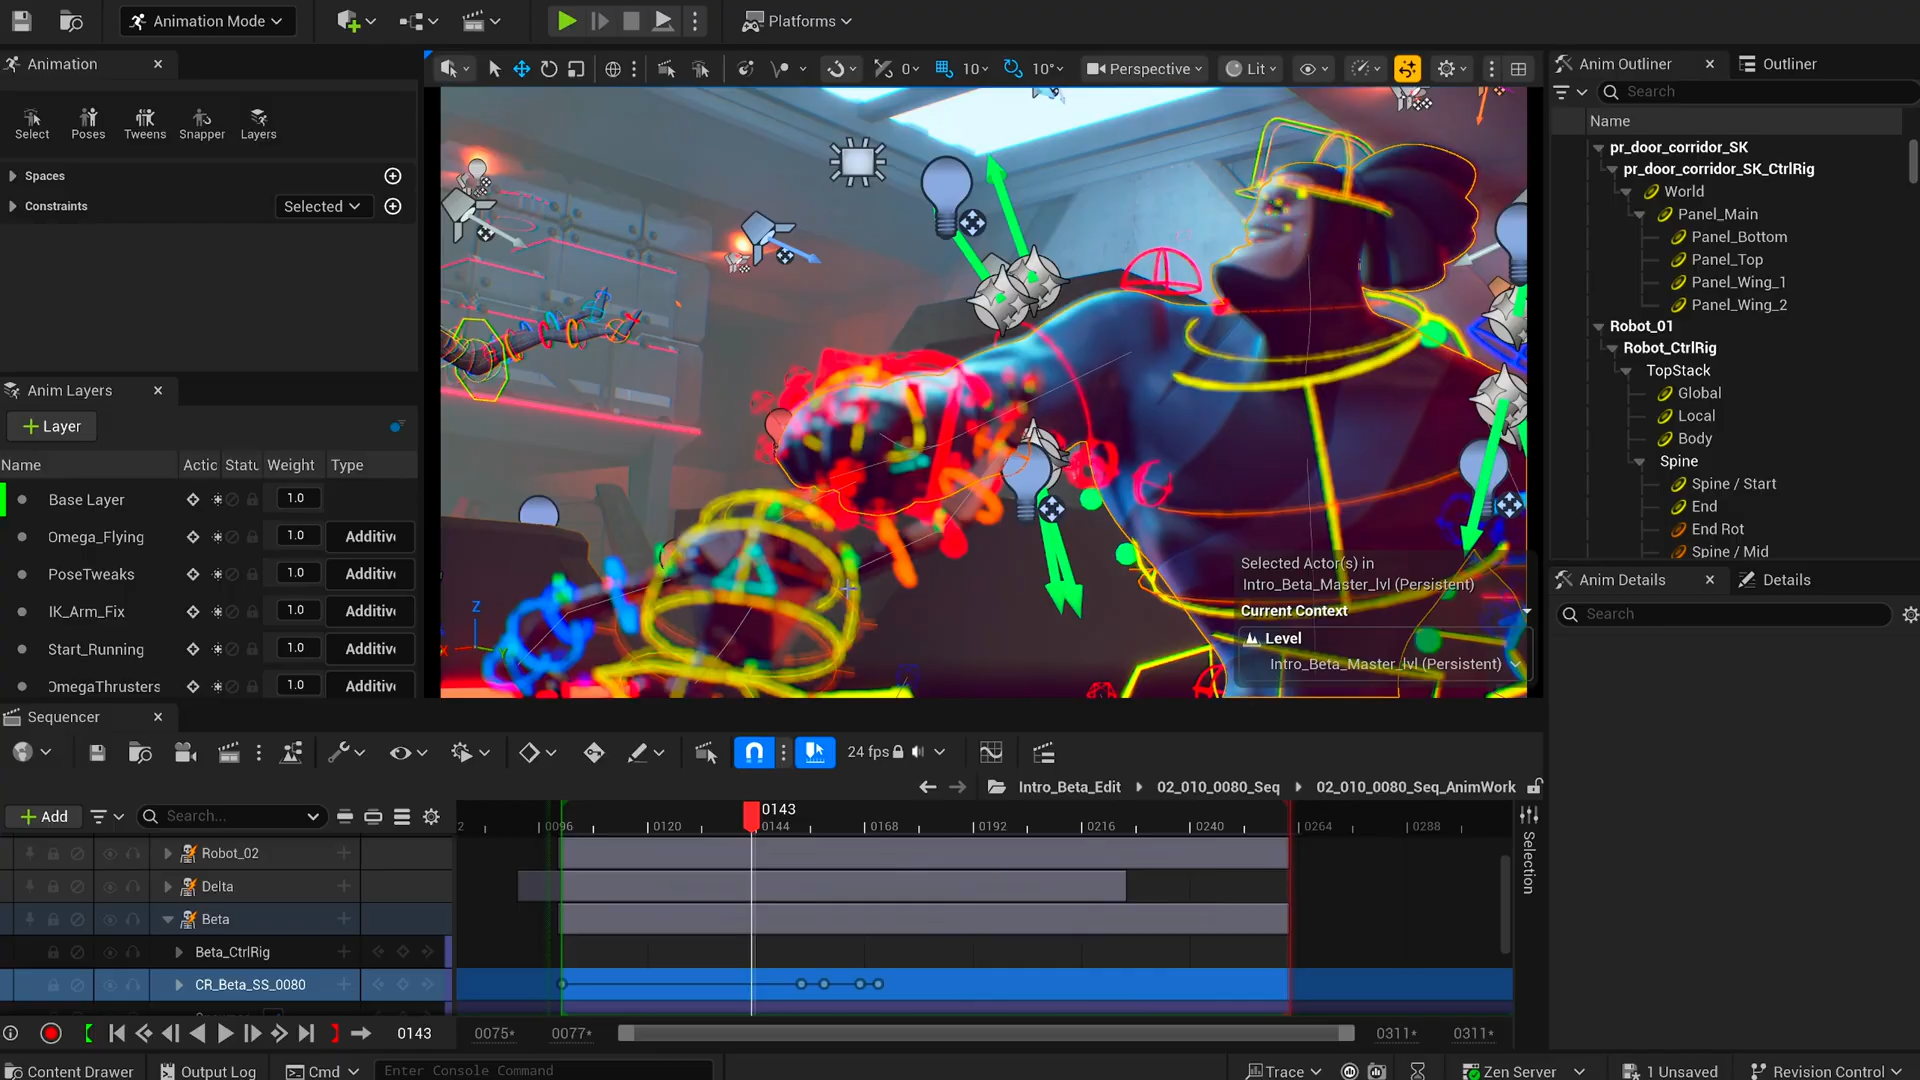 Animation Mode
Platforms
Animation
Select
Poses
Tweens
Snapper
Layers
Spaces
Constraints
Selected
Anim Layers
Layer
Name
Actic
Statu
Weight
Type
Base Layer
1.0
Omega_Flying
1.0
Additive
PoseTweaks
1.0
Additive
IK_Arm_Fix
1.0
Additive
Start_Running
1.0
Additive
OmegaThrusters
1.0
Additive
0
10
10°
Perspective
Lit
Z
Y
X
Selected Actor(s) in
Intro_Beta_Master_lvl (Persistent)
Current Context
Level
Intro_Beta_Master_lvl (Persistent)
Anim Outliner
Outliner
Search
Name
pr_door_corridor_SK
pr_door_corridor_SK_CtrlRig
World
Panel_Main
Panel_Bottom
Panel_Top
Panel_Wing_1
Panel_Wing_2
Robot_01
Robot_CtrlRig
TopStack
Global
Local
Body
Spine
Spine / Start
End
End Rot
Spine / Mid
Anim Details
Details
Search
Sequencer
24 fps
Intro_Beta_Edit
02_010_0080_Seq
02_010_0080_Seq_AnimWork
Add
Search...
0143
2
0096
0120
0144
0168
0192
0216
0240
0264
0288
Selection
Robot_02
Delta
Beta
Beta_CtrlRig
CR_Beta_SS_0080
0143
0075*
0077*
0311*
0311*
Content Drawer
Output Log
Cmd
Enter Console Command
Trace
Zen Server
1 Unsaved
Revision Control